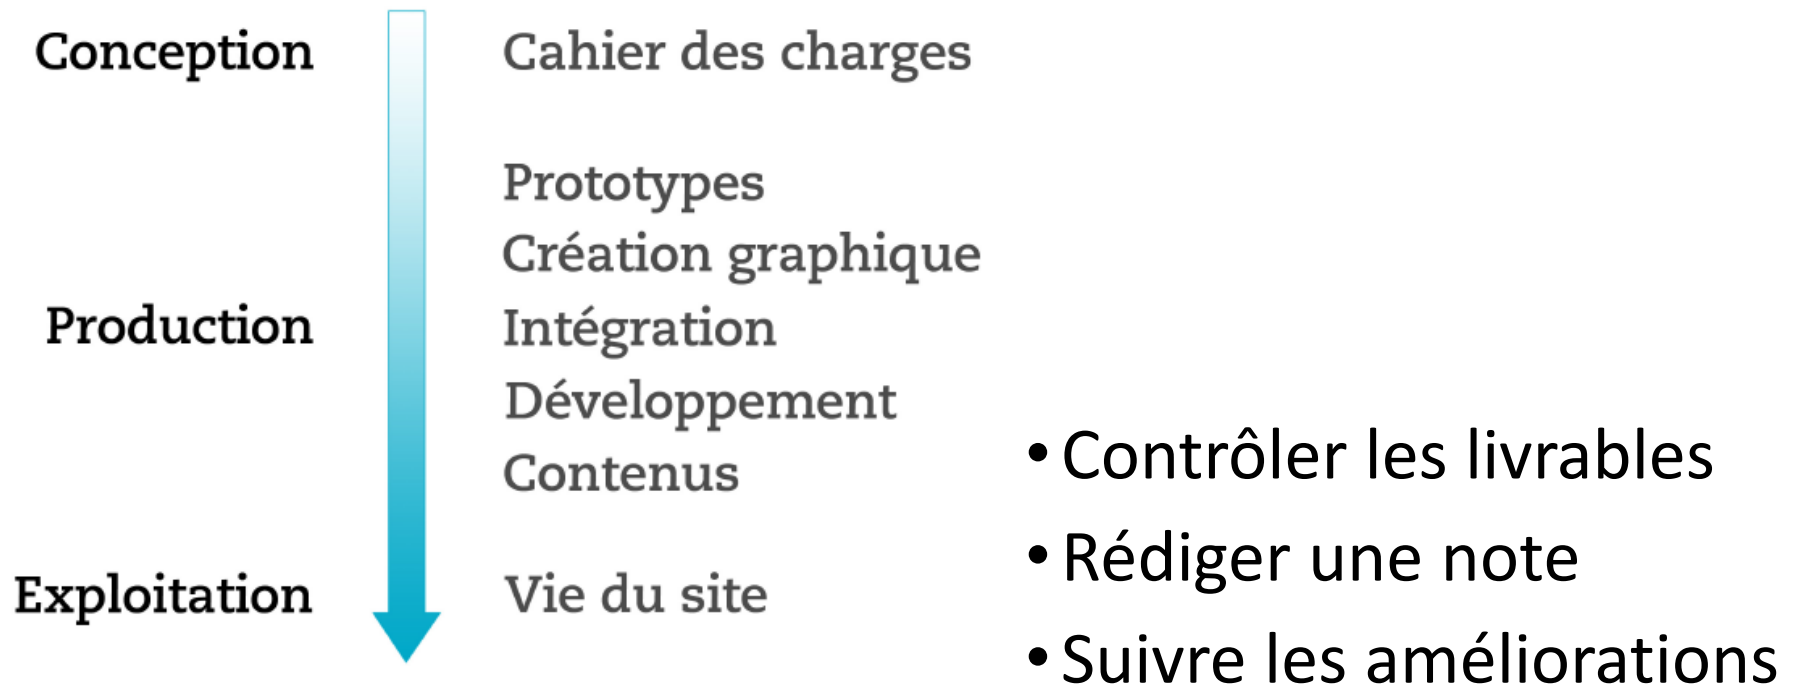 Conception
Cahier des charges
Prototypes
Création graphique
Production
Intégration
Développement
Contenus
Exploitation
Vie du site
• Contrôler les livrables
• Rédiger une note
• Suivre les améliorations